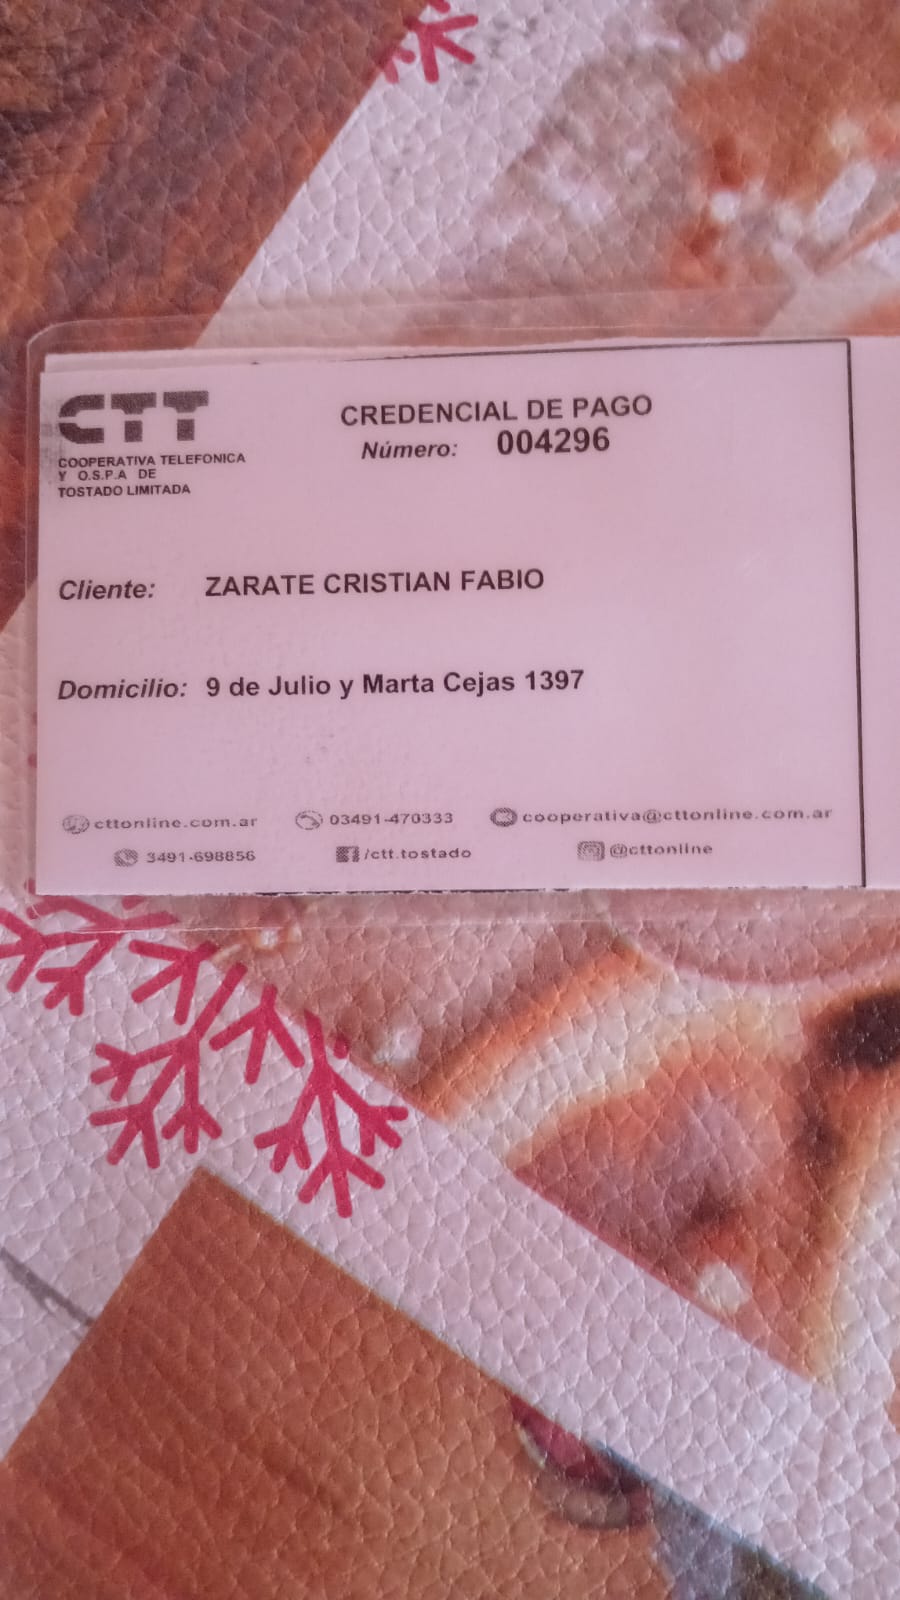 CTT
COOPERATIVA TELEFONICA
Y O.S.P.A DE
TOSTADO LIMITADA
CREDENCIAL DE PAGO
Número: 004296
Cliente: ZARATE CRISTIAN FABIO
Domicilio: 9 de Julio y Marta Cejas 1397
cttonline.com.ar 03491-470333 cooperativa@cttonline.com.ar
3491-698856 /ctt.tostado @cttonline